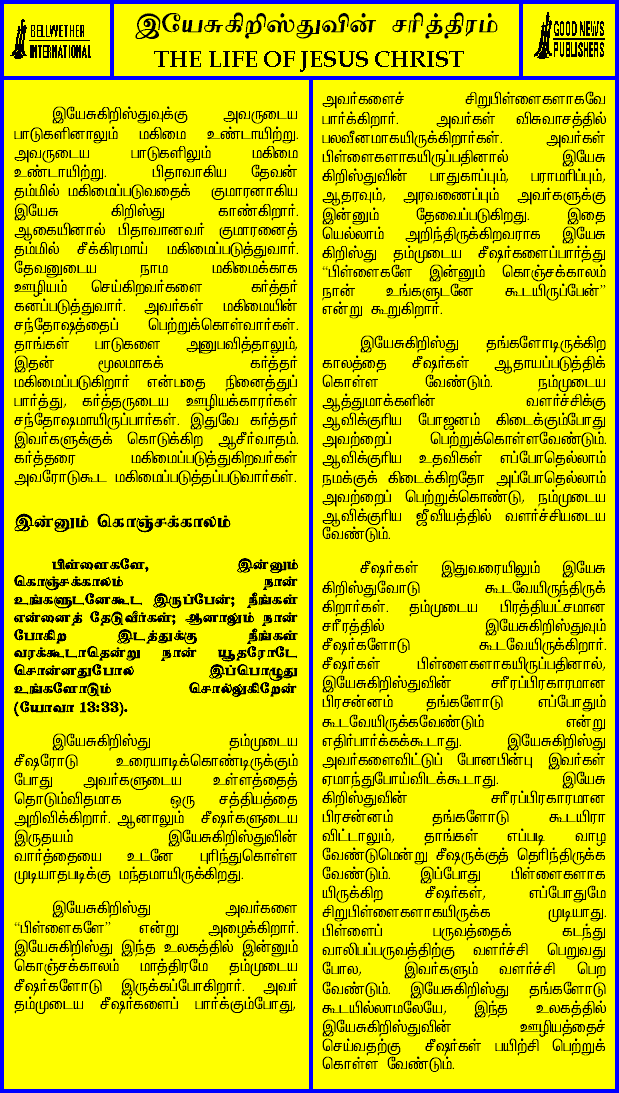 BELLWETHER
INTERNATIONAL
இயேசுகிறிஸ்துவின் சரித்திரம்
THE LIFE OF JESUS CHRIST
GOOD NEWS
PUBLISHERS
இயேசுகிறிஸ்துவுக்கு அவருடைய
பாடுகளினாலும் மகிமை உண்டாயிற்று.
அவருடைய பாடுகளிலும் மகிமை
உண்டாயிற்று. பிதாவாகிய தேவன்
தம்மில் மகிமைப்படுவதைக் குமாரனாகிய
இயேசு கிறிஸ்து காண்கிறார்.
ஆகையினால் பிதாவானவர் குமாரனைத்
தம்மில் சீக்கிரமாய் மகிமைப்படுத்துவார்.
தேவனுடைய நாம மகிமைக்காக
ஊழியம் செய்கிறவர்களை கர்த்தர்
கனப்படுத்துவார். அவர்கள் மகிமையின்
சந்தோஷத்தைப் பெற்றுக்கொள்வார்கள்.
தாங்கள் பாடுகளை அனுபவித்தாலும்,
இதன் மூலமாகக் கர்த்தர்
மகிமைப்படுகிறார் என்பதை நினைத்துப்
பார்த்து, கர்த்தருடைய ஊழியக்காரர்கள்
சந்தோஷமாயிருப்பார்கள். இதுவே கர்த்தர்
இவர்களுக்குக் கொடுக்கிற ஆசீர்வாதம்.
கர்த்தரை மகிமைப்படுத்துகிறவர்கள்
அவரோடுகூட மகிமைப்படுத்தப்படுவார்கள்.
இன்னும் கொஞ்சக்காலம்
பிள்ளைகளே, இன்னும்
கொஞ்சக்காலம் நான்
உங்களுடனேகூட இருப்பேன்; நீங்கள்
என்னைத் தேடுவீர்கள்; ஆனாலும் நான்
போகிற இடத்துக்கு நீங்கள்
வரக்கூடாதென்று நான் யூதரோடே
சொன்னதுபோல இப்பொழுது
உங்களோடும் சொல்லுகிறேன்
(யோவா 13:33).
இயேசுகிறிஸ்து தம்முடைய
சீஷரோடு உரையாடிக்கொண்டிருக்கும்
போது அவர்களுடைய உள்ளத்தைத்
தொடும்விதமாக ஒரு சத்தியத்தை
அறிவிக்கிறார். ஆனாலும் சீஷர்களுடைய
இருதயம் இயேசுகிறிஸ்துவின்
வார்த்தையை உடனே புரிந்துகொள்ள
முடியாதபடிக்கு மந்தமாயிருக்கிறது.
இயேசுகிறிஸ்து அவர்களை
“பிள்ளைகளே” என்று அழைக்கிறார்.
இயேசுகிறிஸ்து இந்த உலகத்தில் இன்னும்
கொஞ்சக்காலம் மாத்திரமே தம்முடைய
சீஷர்களோடு இருக்கப்போகிறார். அவர்
தம்முடைய சீஷர்களைப் பார்க்கும்போது,
அவர்களைச் சிறுபிள்ளைகளாகவே
பார்க்கிறார். அவர்கள் விசுவாசத்தில்
பலவீனமாகயிருக்கிறார்கள். அவர்கள்
பிள்ளைகளாகயிருப்பதினால் இயேசு
கிறிஸ்துவின் பாதுகாப்பும், பராமரிப்பும்,
ஆதரவும், அரவணைப்பும் அவர்களுக்கு
இன்னும் தேவைப்படுகிறது. இதை
யெல்லாம் அறிந்திருக்கிறவராக இயேசு
கிறிஸ்து தம்முடைய சீஷர்களைப்பார்த்து
“பிள்ளைகளே இன்னும் கொஞ்சக்காலம்
நான் உங்களுடனே கூடயிருப்பேன்”
என்று கூறுகிறார்.
இயேசுகிறிஸ்து தங்களோடிருக்கிற
காலத்தை சீஷர்கள் ஆதாயப்படுத்திக்
கொள்ள வேண்டும். நம்முடைய
ஆத்துமாக்களின் வளர்ச்சிக்கு
ஆவிக்குரிய போஜனம் கிடைக்கும்போது
அவற்றைப் பெற்றுக்கொள்ளவேண்டும்.
ஆவிக்குரிய உதவிகள் எப்போதெல்லாம்
நமக்குக் கிடைக்கிறதோ அப்போதெல்லாம்
அவற்றைப் பெற்றுக்கொண்டு, நம்முடைய
ஆவிக்குரிய ஜீவியத்தில் வளர்ச்சியடைய
வேண்டும்.
சீஷர்கள் இதுவரையிலும் இயேசு
கிறிஸ்துவோடு கூடவேயிருந்திருக்
கிறார்கள். தம்முடைய பிரத்தியட்சமான
சரீரத்தில் இயேசுகிறிஸ்துவும்
சீஷர்களோடு கூடவேயிருக்கிறார்.
சீஷர்கள் பிள்ளைகளாகயிருப்பதினால்,
இயேசுகிறிஸ்துவின் சரீரப்பிரகாரமான
பிரசன்னம் தங்களோடு எப்போதும்
கூடவேயிருக்கவேண்டும் என்று
எதிர்பார்க்கக்கூடாது. இயேசுகிறிஸ்து
அவர்களைவிட்டுப் போனபின்பு இவர்கள்
ஏமாந்துபோய்விடக்கூடாது. இயேசு
கிறிஸ்துவின் சரீரப்பிரகாரமான
பிரசன்னம் தங்களோடு கூடயிரா
விட்டாலும், தாங்கள் எப்படி வாழ
வேண்டுமென்று சீஷருக்குத் தெரிந்திருக்க
வேண்டும். இப்போது பிள்ளைகளாக
யிருக்கிற சீஷர்கள், எப்போதுமே
சிறுபிள்ளைகளாகயிருக்க முடியாது.
பிள்ளைப் பருவத்தைக் கடந்து
வாலிபப்பருவத்திற்கு வளர்ச்சி பெறுவது
போல, இவர்களும் வளர்ச்சி பெற
வேண்டும். இயேசுகிறிஸ்து தங்களோடு
கூடயில்லாமலேயே, இந்த உலகத்தில்
இயேசுகிறிஸ்துவின் ஊழியத்தைச்
செய்வதற்கு சீஷர்கள் பயிற்சி பெற்றுக்
கொள்ள வேண்டும்.